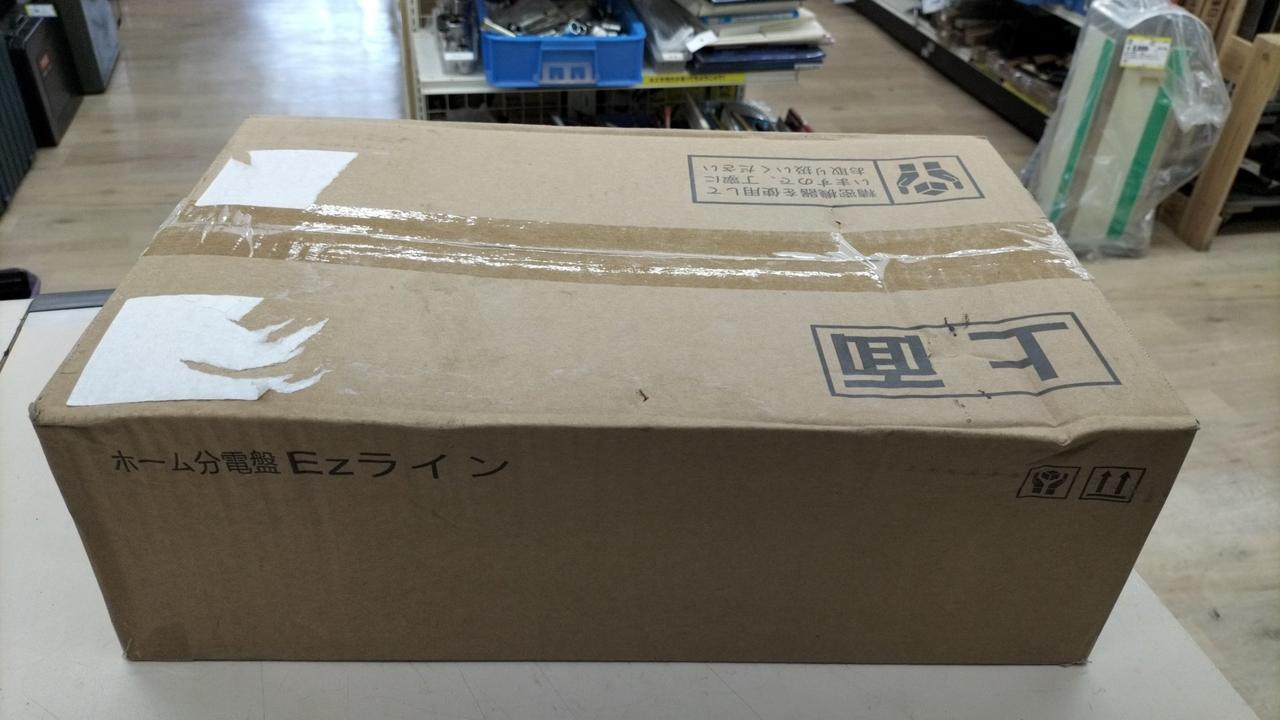 精密機器を使用して
いますので、丁寧に
お取り扱いください
上面
ホーム分電盤 Ezライン